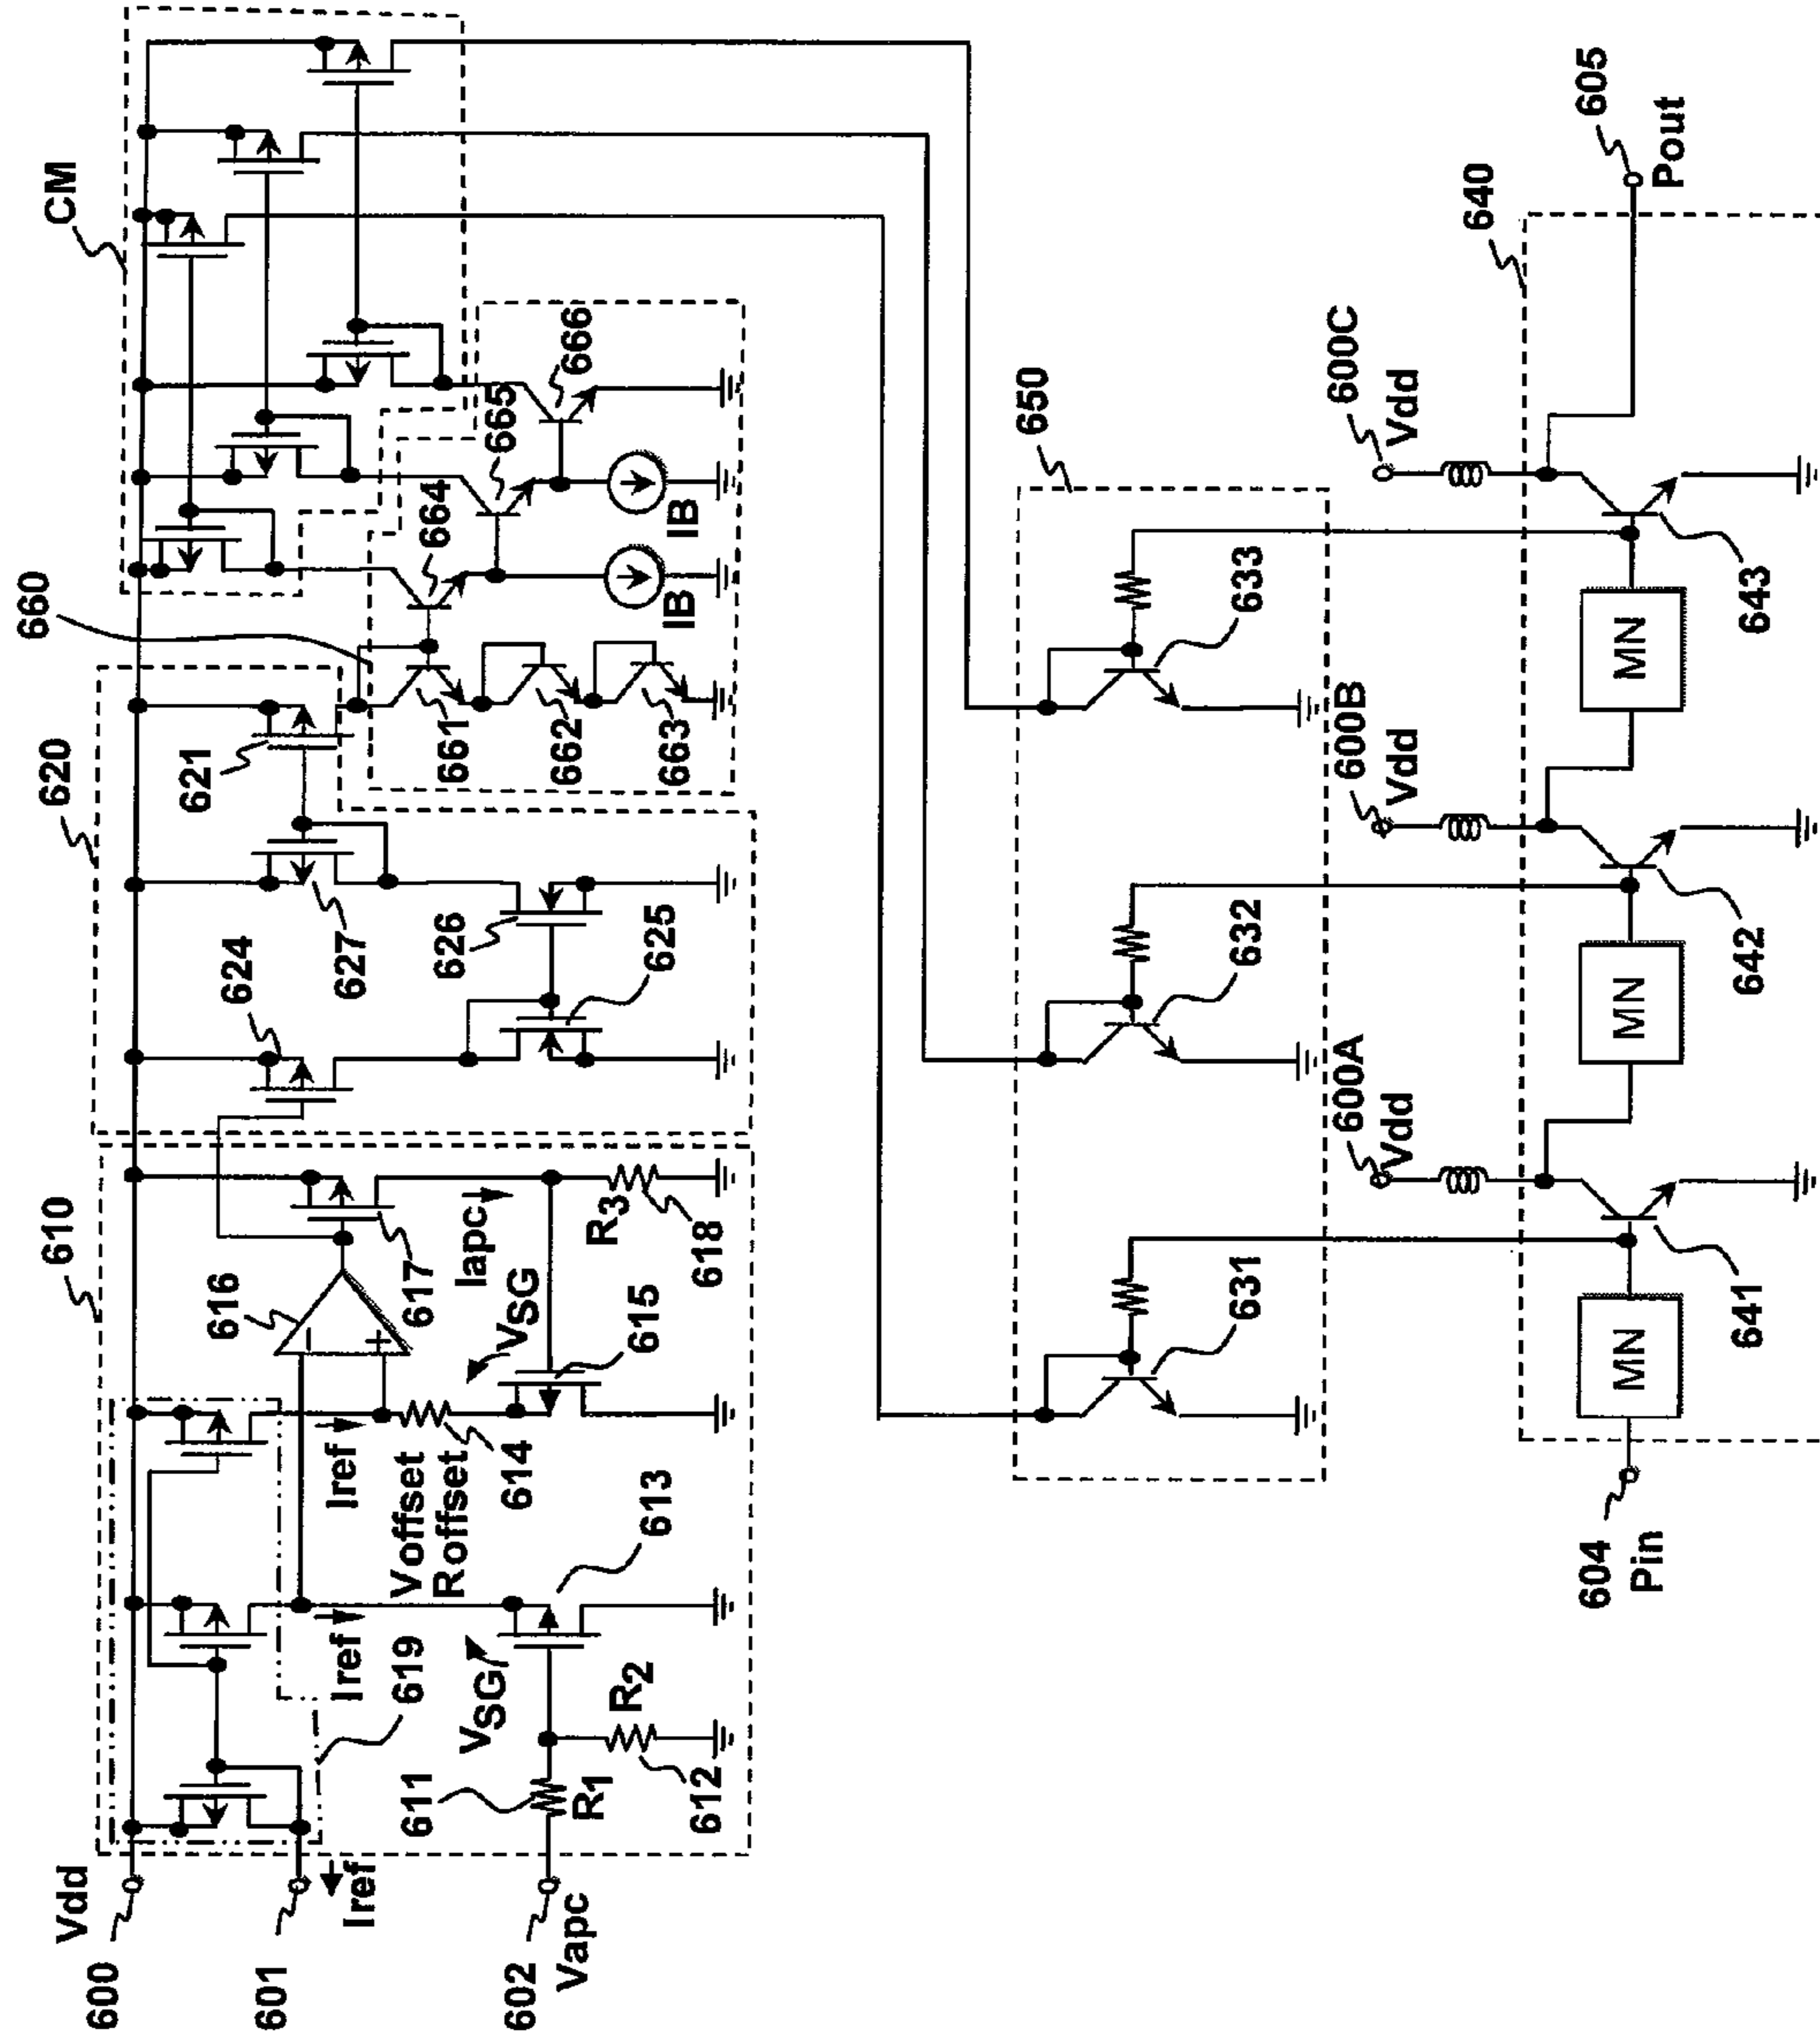 Vdd
600
601
Iref
602
Vapc
610
619
611
R1
612
R2
VSG
613
Iref
Iref
Voffset
Roffset
614
616
−
+
617
VSG
615
Iapc
R3
618
620
624
625
626
627
621
660
661
662
663
664
665
666
IB
IB
CM
650
631
632
633
600A
Vdd
600B
Vdd
600C
Vdd
640
604
Pin
MN
641
MN
642
MN
643
605
Pout